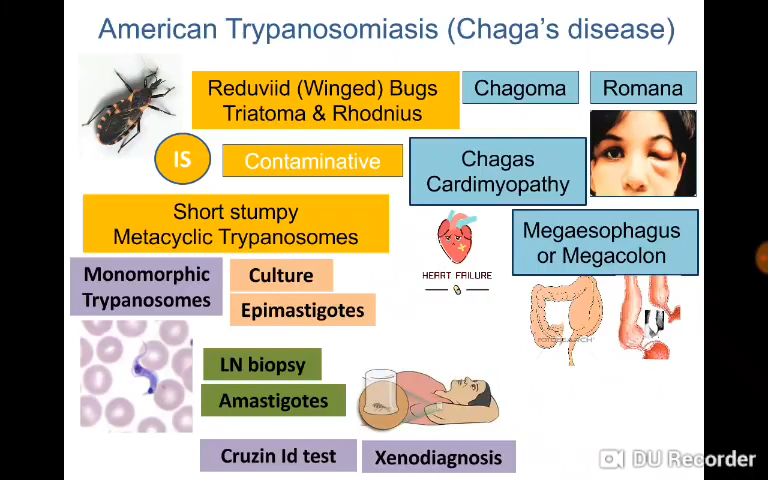 American Trypanosomiasis (Chaga's disease)
Reduviid (Winged) Bugs
Triatoma & Rhodnius
Chagoma
Romana
IS
Contaminative
Chagas
Cardimyopathy
Short stumpy
Metacyclic Trypanosomes
Megaesophagus
or Megacolon
HEART FAILURE
Monomorphic
Trypanosomes
Culture
Epimastigotes
LN biopsy
Amastigotes
Cruzin Id test
Xenodiagnosis
DU Recorder